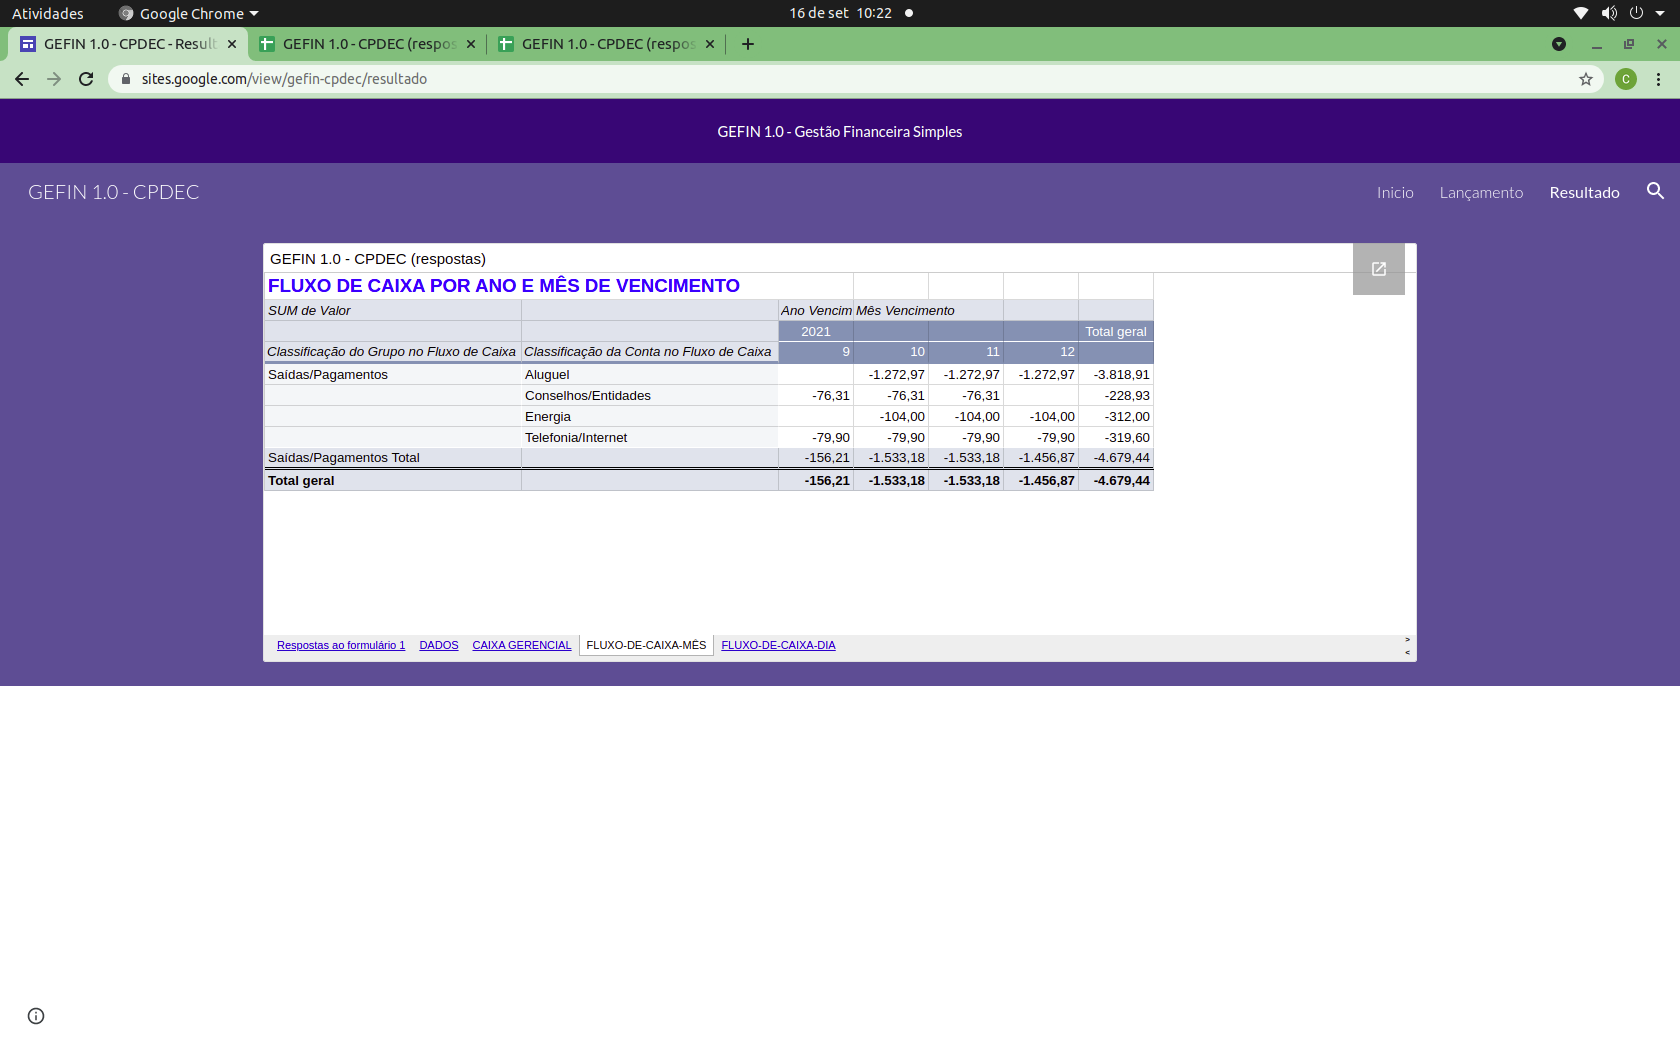 Atividades Google Chrome 16 de set 10:22
GEFIN 1.0 - CPDEC - Result GEFIN 1.0 - CPDEC (respos GEFIN 1.0 - CPDEC (respos
sites.google.com/view/gefin-cpdec/resultado C
GEFIN 1.0 - Gestão Financeira Simples
GEFIN 1.0 - CPDEC Inicio Lançamento Resultado
GEFIN 1.0 - CPDEC (respostas)
FLUXO DE CAIXA POR ANO E MÊS DE VENCIMENTO
SUM de Valor Ano Vencim Mês Vencimento
2021 Total geral
Classificação do Grupo no Fluxo de Caixa Classificação da Conta no Fluxo de Caixa 9 10 11 12
Saídas/Pagamentos Aluguel -1.272,97 -1.272,97 -1.272,97 -3.818,91
Conselhos/Entidades -76,31 -76,31 -76,31 -228,93
Energia -104,00 -104,00 -104,00 -312,00
Telefonia/Internet -79,90 -79,90 -79,90 -79,90 -319,60
Saídas/Pagamentos Total -156,21 -1.533,18 -1.533,18 -1.456,87 -4.679,44
Total geral -156,21 -1.533,18 -1.533,18 -1.456,87 -4.679,44
Respostas ao formulário 1 DADOS CAIXA GERENCIAL FLUXO-DE-CAIXA-MÊS FLUXO-DE-CAIXA-DIA